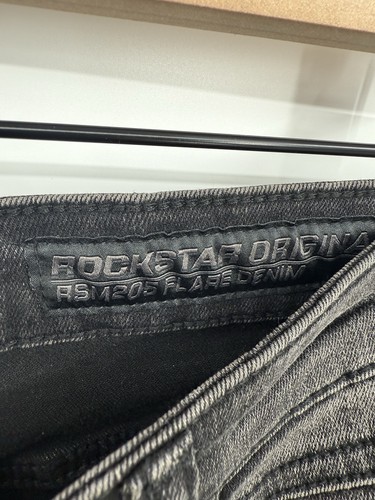 ROCKSTAR ORIGINA
RSM205 FLARE DENIM